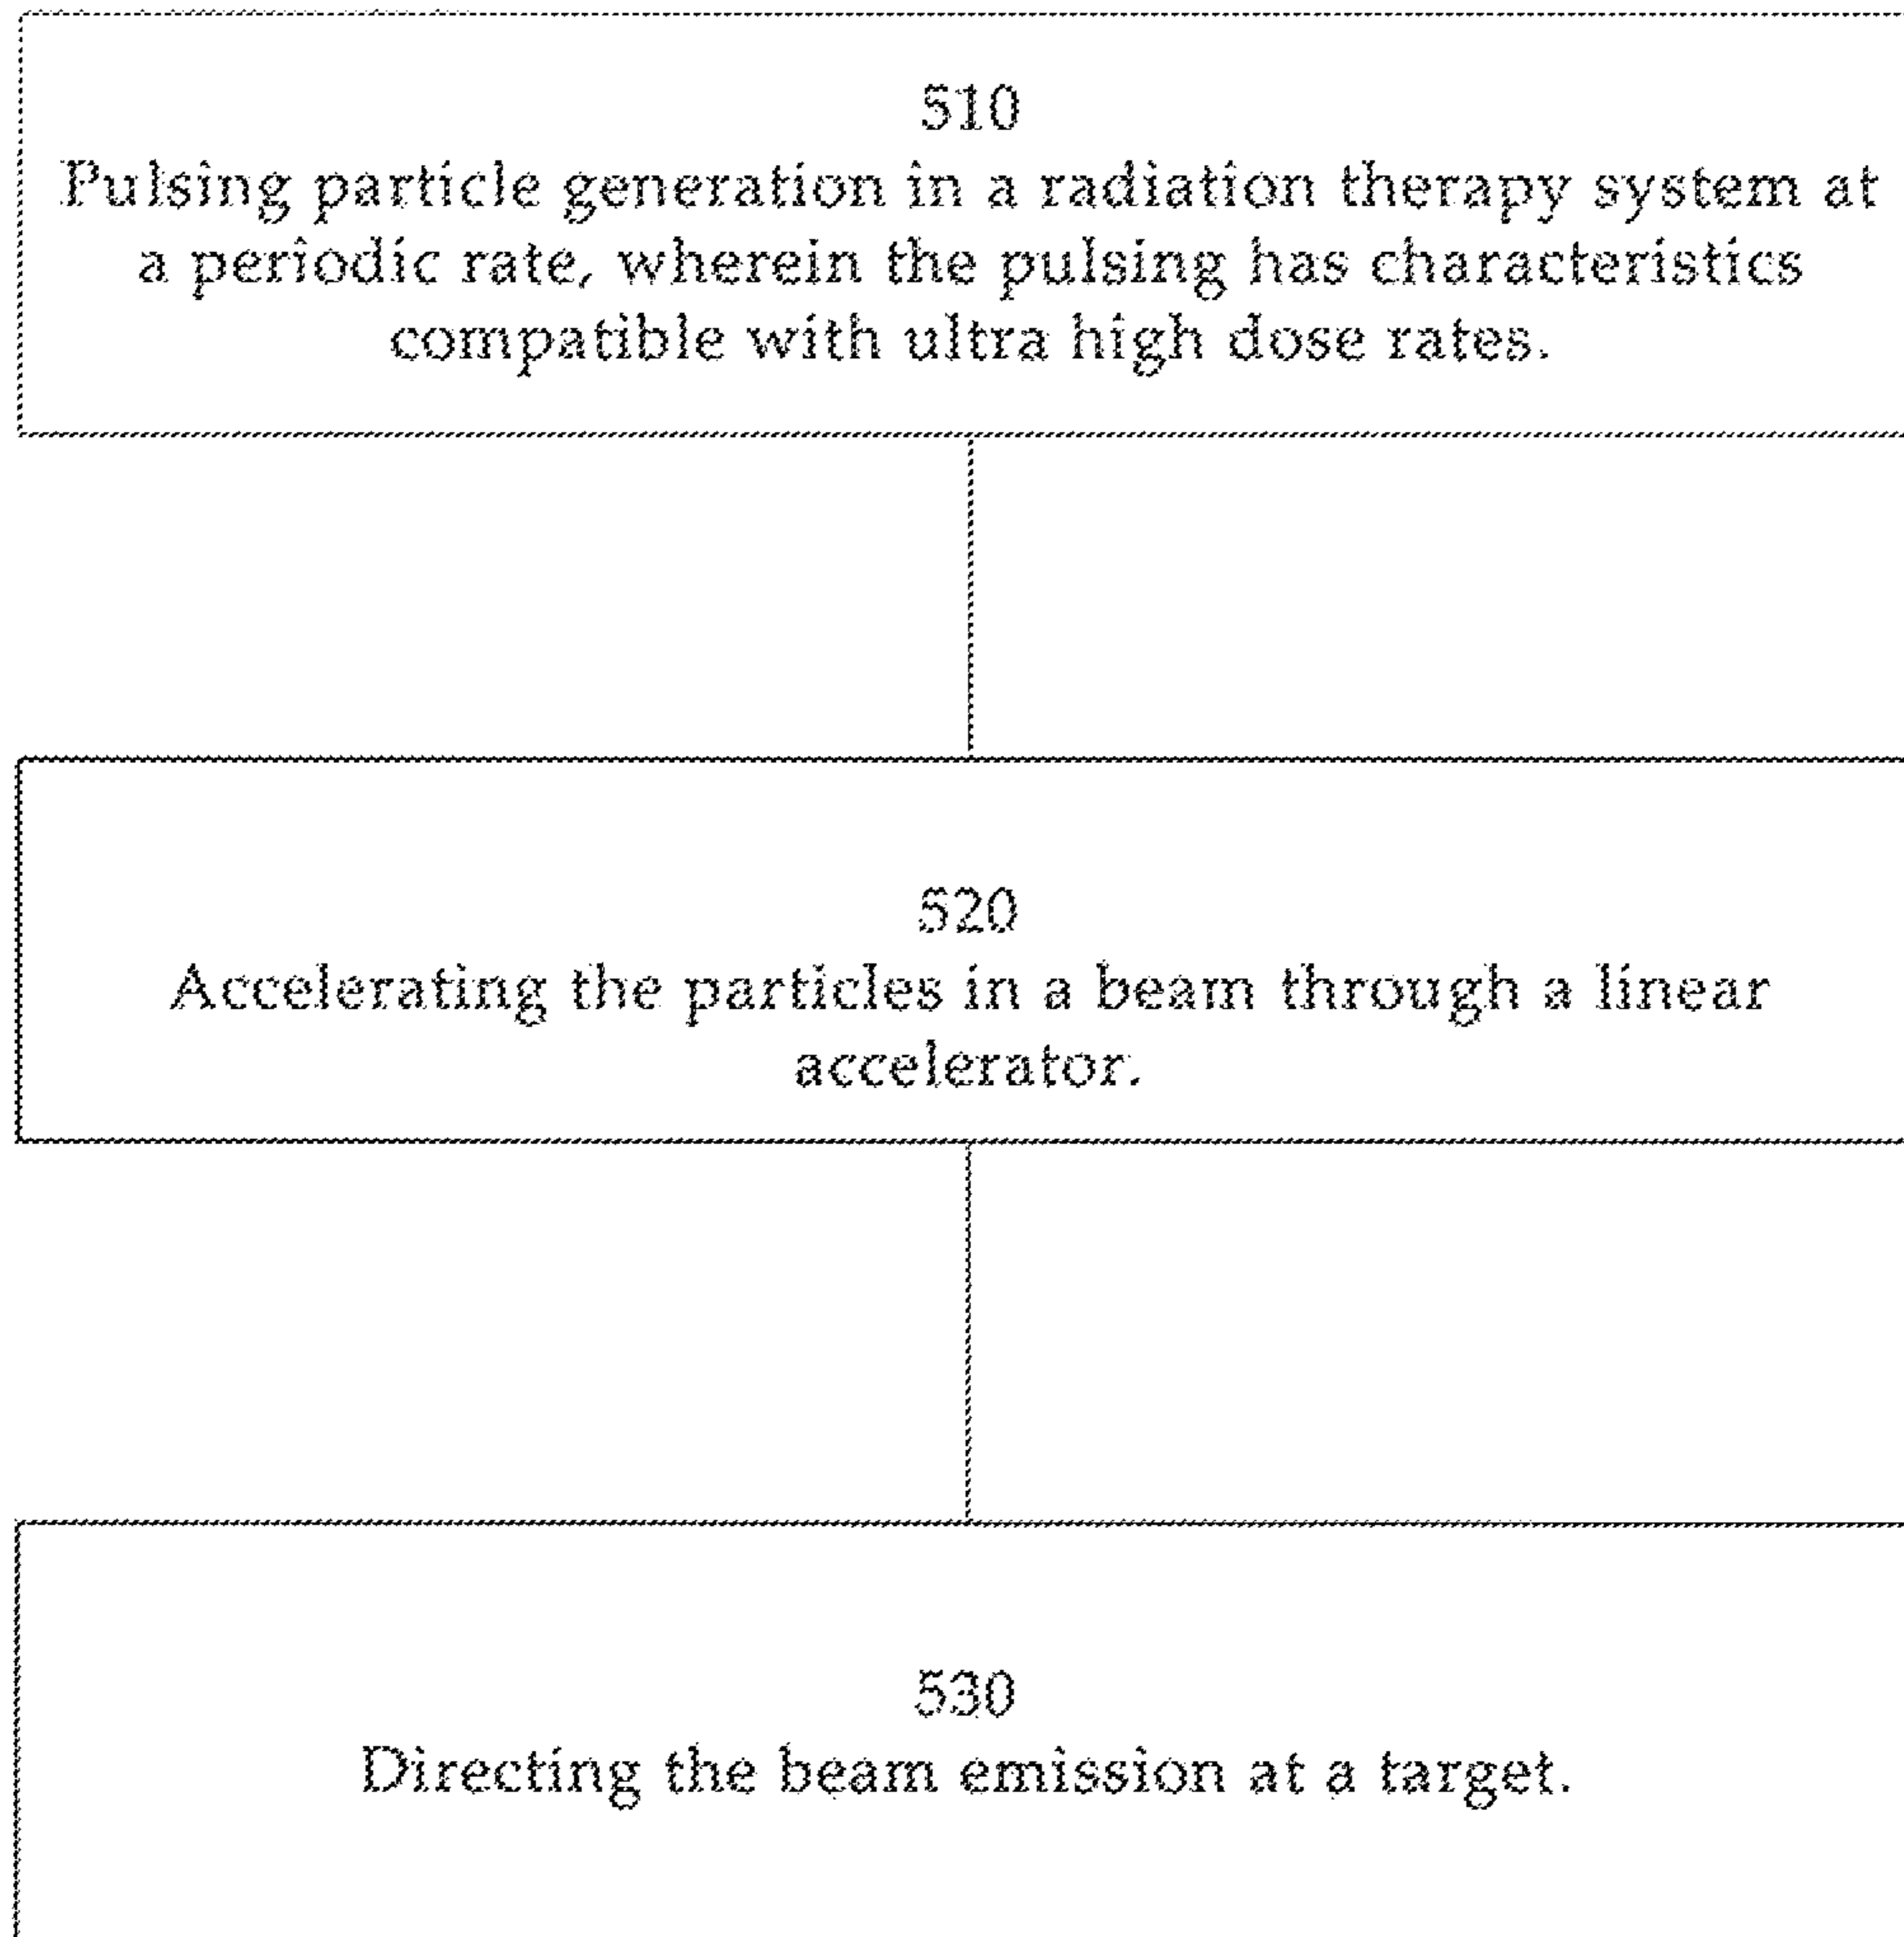 510
Pulsing particle generation in a radiation therapy system at
a periodic rate, wherein the pulsing has characteristics
compatible with ultra high dose rates.
520
Accelerating the particles in a beam through a linear
accelerator.
530
Directing the beam emission at a target.